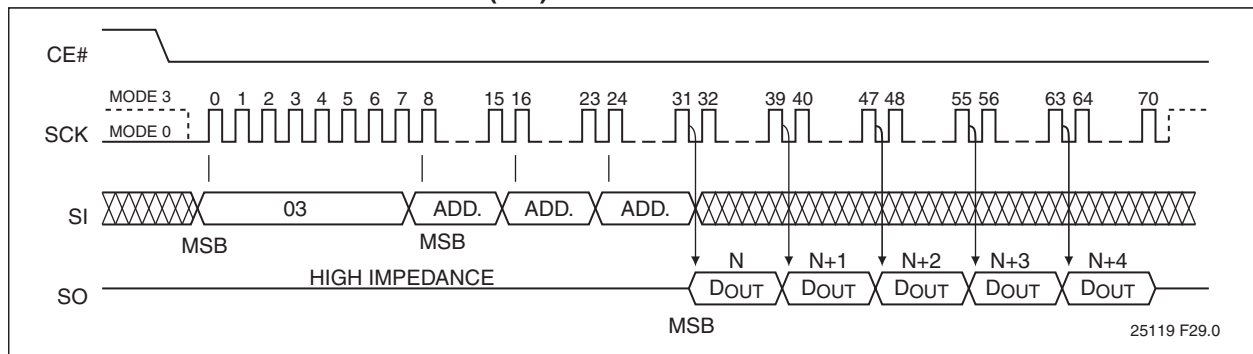 CE#
MODE 3 0 1 2 3 4 5 6 7 8 15 16 23 24 31 32 39 40 47 48 55 56 63 64 70
SCK MODE 0
SI 03 ADD. ADD. ADD.
MSB MSB
HIGH IMPEDANCE N N+1 N+2 N+3 N+4
SO DOUT DOUT DOUT DOUT DOUT
MSB
25119 F29.0